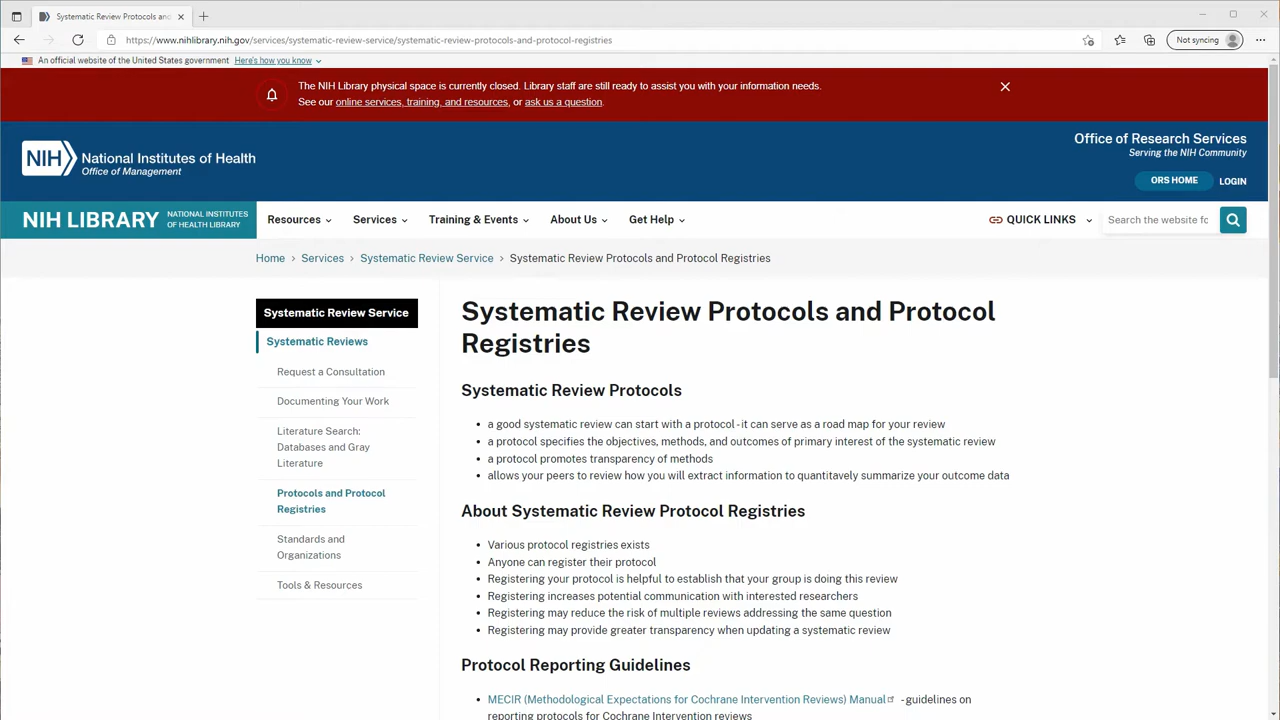 Systematic Review Protocols and
https://www.nihlibrary.nih.gov/services/systematic-review-service/systematic-review-protocols-and-protocol-registries
Not syncing
An official website of the United States government Here's how you know
The NIH Library physical space is currently closed. Library staff are still ready to assist you with your information needs.
See our online services, training, and resources, or ask us a question.
NIH National Institutes of Health
Office of Management
Office of Research Services
Serving the NIH Community
ORS HOME LOGIN
NIH LIBRARY NATIONAL INSTITUTES
OF HEALTH LIBRARY
Resources Services Training & Events About Us Get Help QUICK LINKS Search the website fo
Home > Services > Systematic Review Service > Systematic Review Protocols and Protocol Registries
Systematic Review Service
Systematic Reviews
Request a Consultation
Documenting Your Work
Literature Search:
Databases and Gray
Literature
Protocols and Protocol
Registries
Standards and
Organizations
Tools & Resources
Systematic Review Protocols and Protocol
Registries
Systematic Review Protocols
• a good systematic review can start with a protocol - it can serve as a road map for your review
• a protocol specifies the objectives, methods, and outcomes of primary interest of the systematic review
• a protocol promotes transparency of methods
• allows your peers to review how you will extract information to quantitavely summarize your outcome data
About Systematic Review Protocol Registries
• Various protocol registries exists
• Anyone can register their protocol
• Registering your protocol is helpful to establish that your group is doing this review
• Registering increases potential communication with interested researchers
• Registering may reduce the risk of multiple reviews addressing the same question
• Registering may provide greater transparency when updating a systematic review
Protocol Reporting Guidelines
• MECIR (Methodological Expectations for Cochrane Intervention Reviews) Manual - guidelines on
reporting protocols for Cochrane Intervention reviews